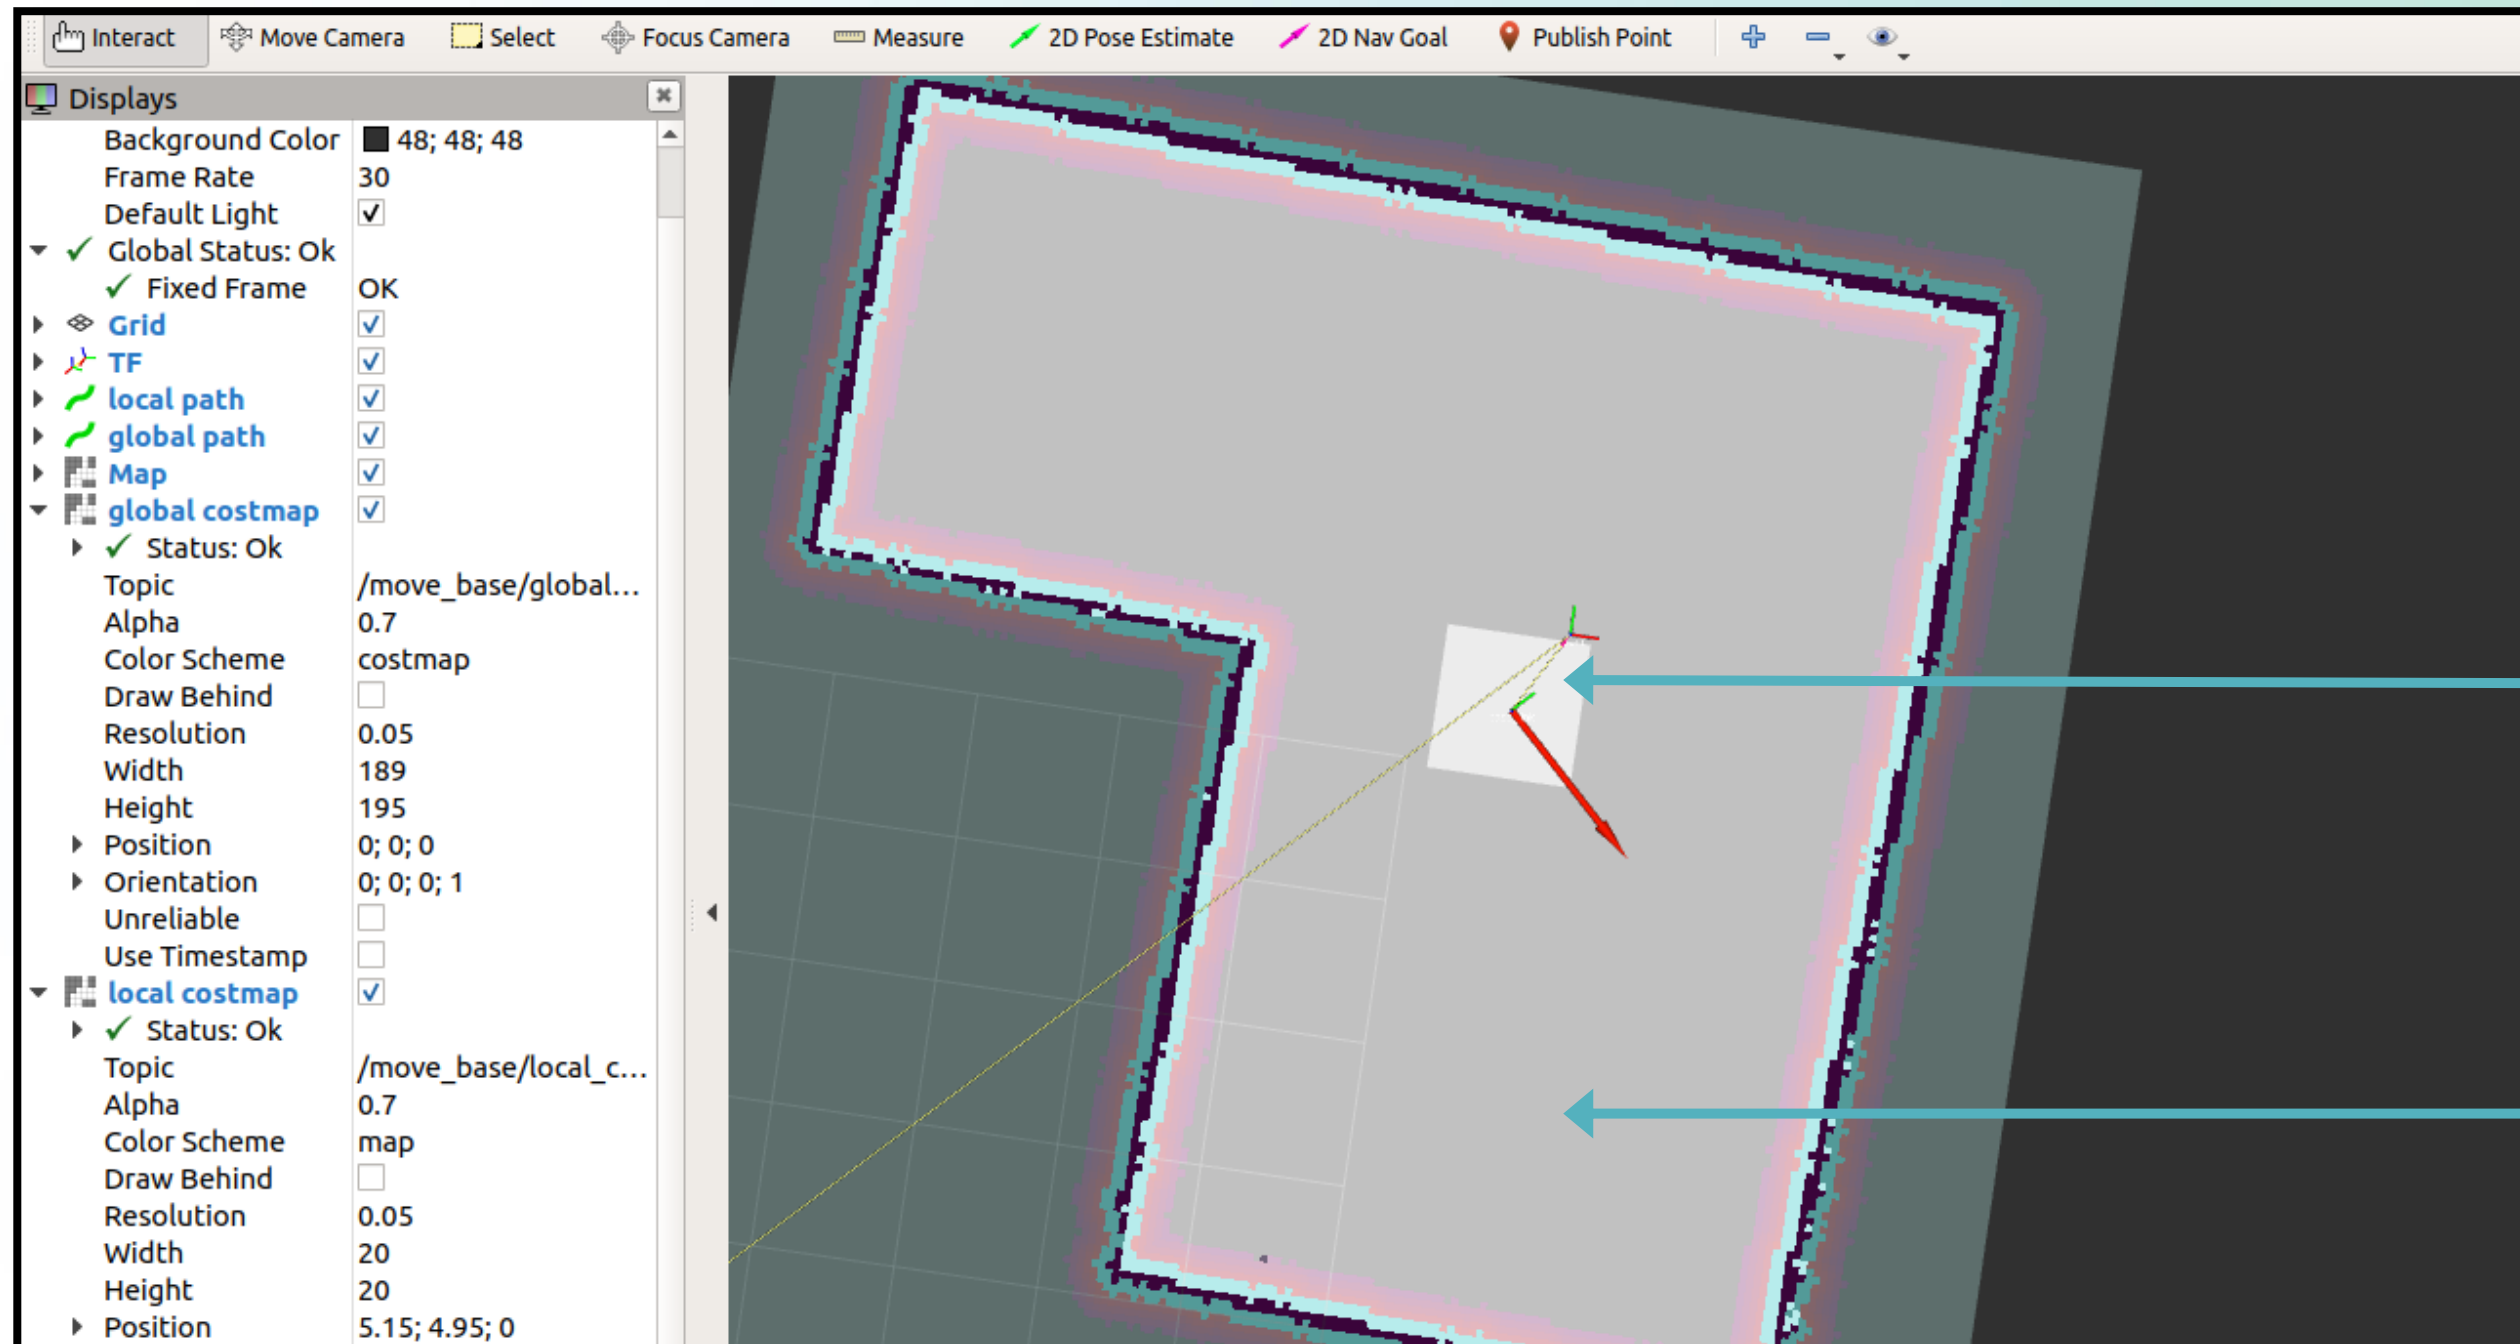 Interact Move Camera Select Focus Camera Measure 2D Pose Estimate 2D Nav Goal Publish Point
Displays
Background Color 48; 48; 48
Frame Rate 30
Default Light
Global Status: Ok
Fixed Frame OK
Grid
TF
local path
global path
Map
global costmap
Status: Ok
Topic /move_base/global...
Alpha 0.7
Color Scheme costmap
Draw Behind
Resolution 0.05
Width 189
Height 195
Position 0; 0; 0
Orientation 0; 0; 0; 1
Unreliable
Use Timestamp
local costmap
Status: Ok
Topic /move_base/local_c...
Alpha 0.7
Color Scheme map
Draw Behind
Resolution 0.05
Width 20
Height 20
Position 5.15; 4.95; 0